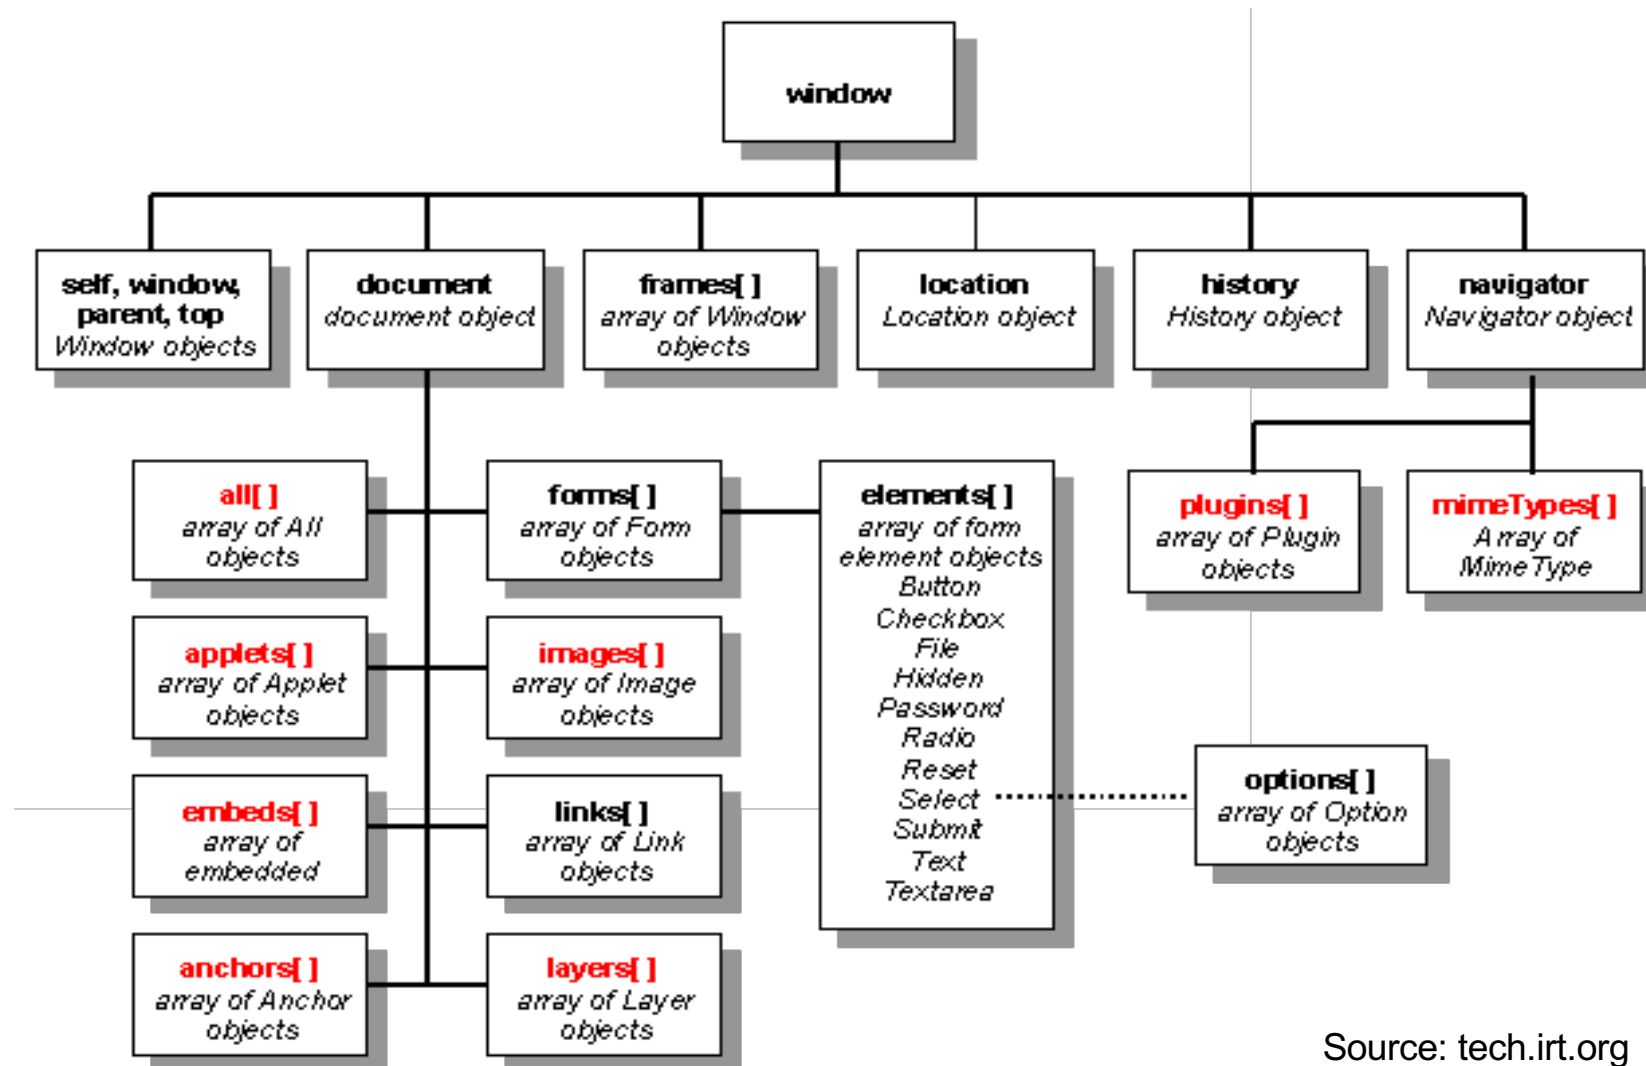 window
self, window,
parent, top
Window objects
document
document object
frames[ ]
array of Window
objects
location
Location object
history
History object
navigator
Navigator object
all[ ]
array of All
objects
forms[ ]
array of Form
objects
elements[ ]
array of form
element objects
Button
Checkbox
File
Hidden
Password
Radio
Reset
Select
Submit
Text
Textarea
plugins[ ]
array of Plugin
objects
mimeTypes[ ]
Array of
MimeType
applets[ ]
array of Applet
objects
images[ ]
array of Image
objects
options[ ]
array of Option
objects
embeds[ ]
array of
embedded
links[ ]
array of Link
objects
anchors[ ]
array of Anchor
objects
layers[ ]
array of Layer
objects
Source: tech.irt.org